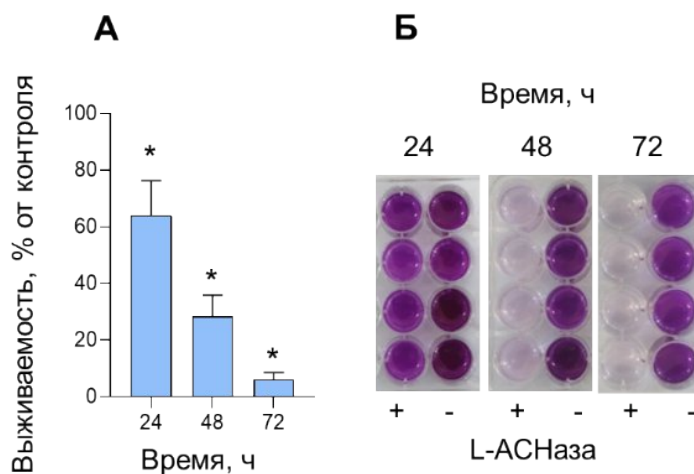 А
Выживаемость, % от контроля
100
80
60
40
20
0
*
*
*
24 48 72
Время, ч
Б
Время, ч
24 48 72
+ - + - + -
L-АСНаза